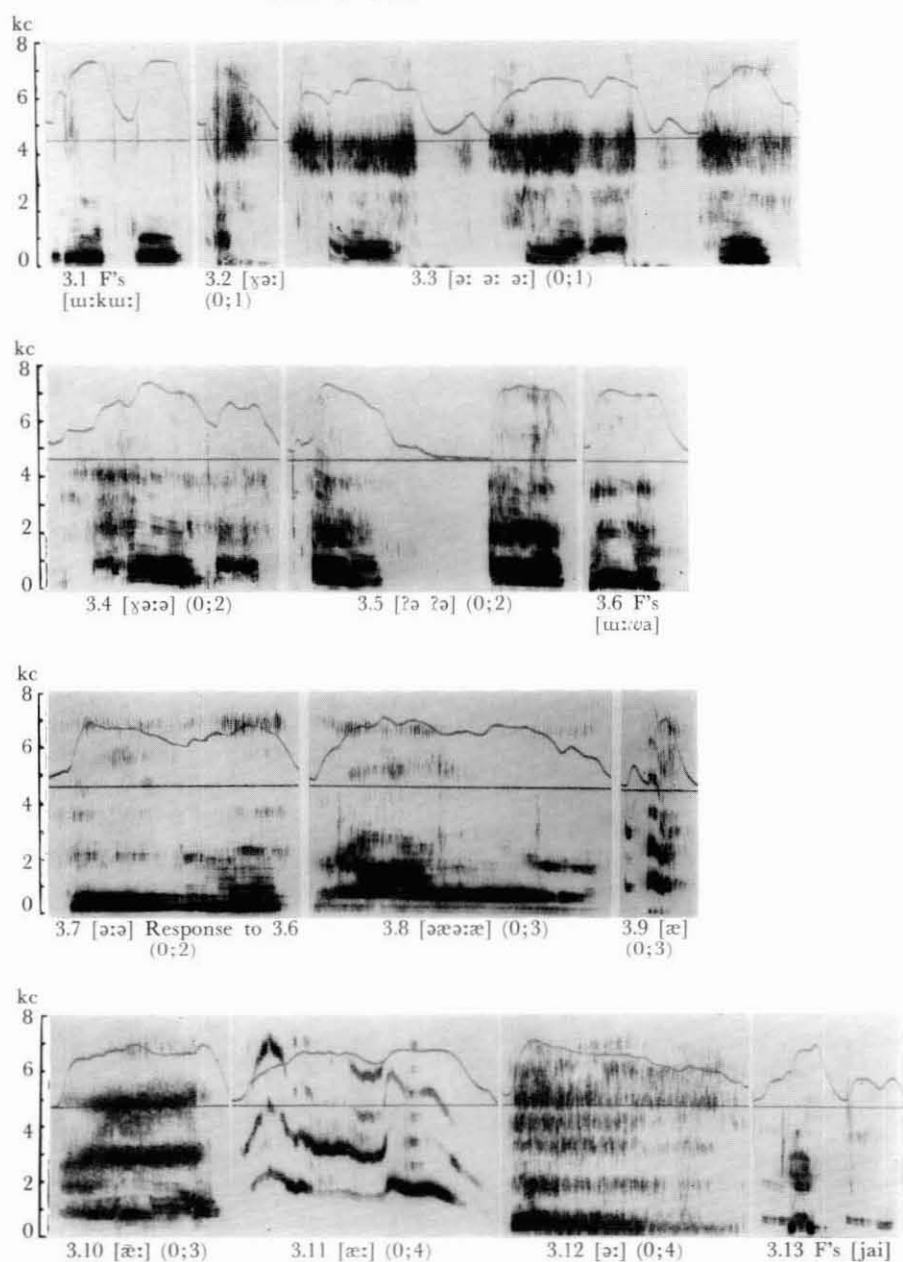 kc
8
6
4
2
0
3.1 F's
[ɯːkɯː]
3.2 [ɣəː]
(0;1)
3.3 [əː əː əː] (0;1)
kc
8
6
4
2
0
3.4 [ɣəːə] (0;2)
3.5 [ʔə ʔə] (0;2)
3.6 F's
[ɯːʋa]
kc
8
6
4
2
0
3.7 [əːə] Response to 3.6
(0;2)
3.8 [əæəːæ] (0;3)
3.9 [æ]
(0;3)
kc
8
6
4
2
0
3.10 [æ̃ː] (0;3)
3.11 [æː] (0;4)
3.12 [əː] (0;4)
3.13 F's [jai]